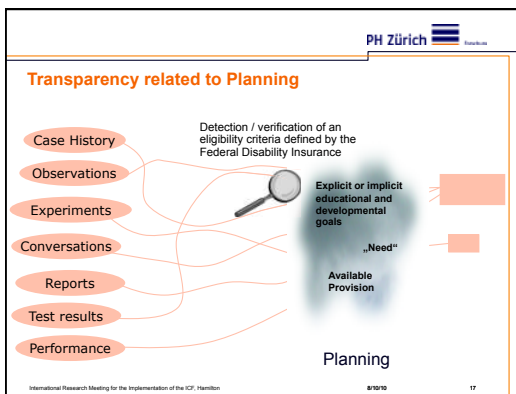 PH Zürich
Transparency related to Planning
Case History
Observations
Experiments
Conversations
Reports
Test results
Performance
Detection / verification of an
eligibility criteria defined by the
Federal Disability Insurance
Explicit or implicit
educational and
developmental
goals
„Need“
Available
Provision
Planning
International Research Meeting for the Implementation of the ICF, Hamilton
8/10/10
17